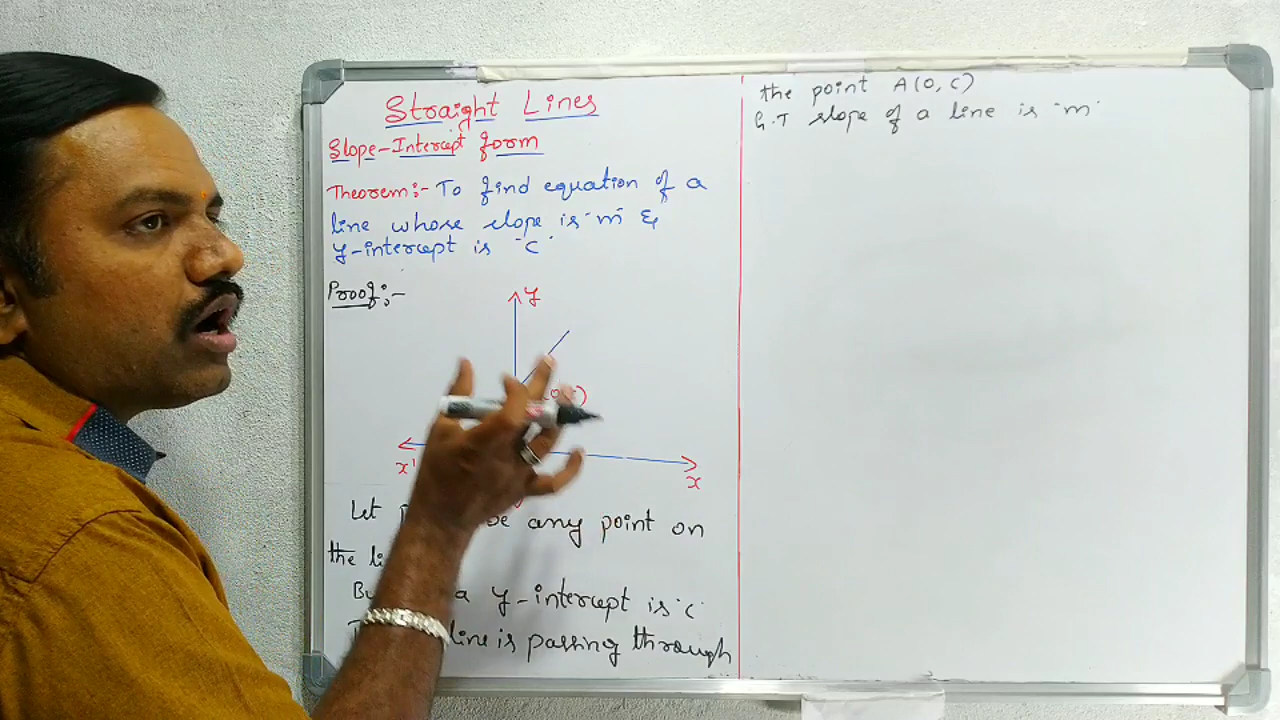 Straight Lines
Slope-Intercept form
Theorem:- To find equation of a
line whose slope is 'm' &
y-intercept is 'c'
Proof:-
y
x'
x
Let be any point on
the
a y-intercept is 'c'
line is passing through
the point A(0, c)
G.T slope of a line is 'm'